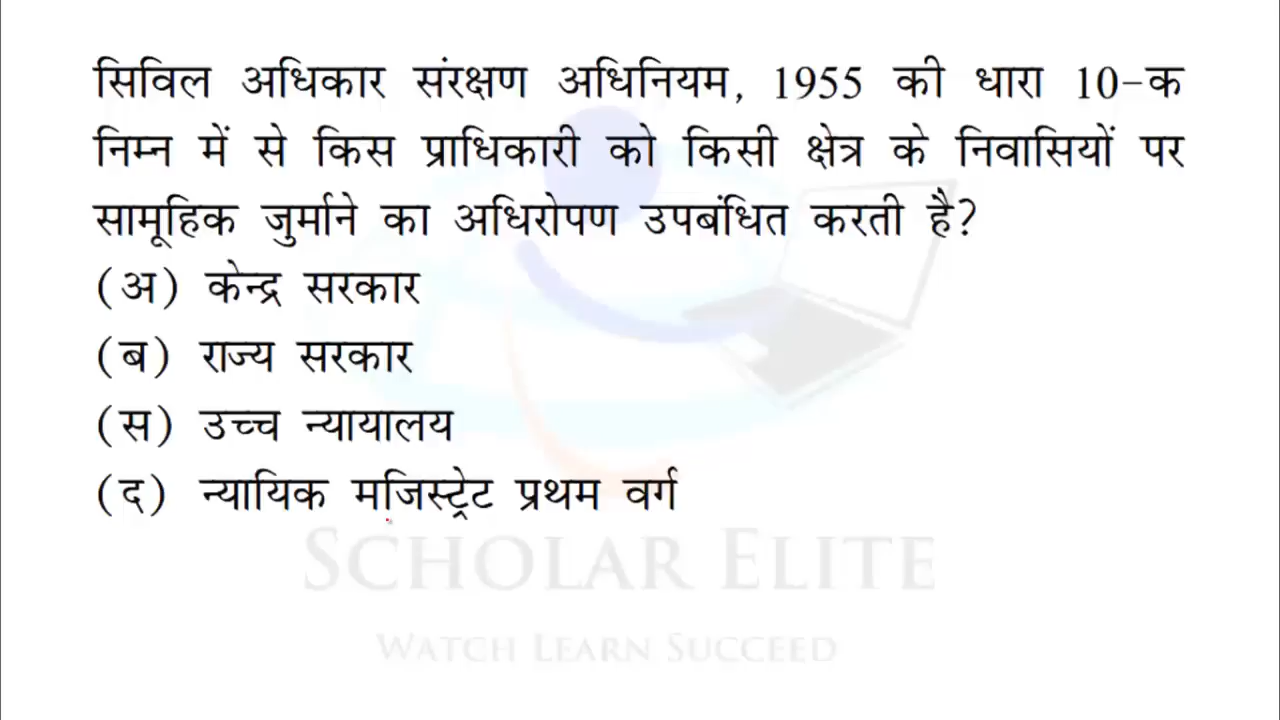 सिविल अधिकार संरक्षण अधिनियम, 1955 की धारा 10-क
निम्न में से किस प्राधिकारी को किसी क्षेत्र के निवासियों पर
सामूहिक जुर्माने का अधिरोपण उपबंधित करती है?
(अ) केन्द्र सरकार
(ब) राज्य सरकार
(स) उच्च न्यायालय
(द) न्यायिक मजिस्ट्रेट प्रथम वर्ग
SCHOLAR ELITE
WATCH LEARN SUCCEED